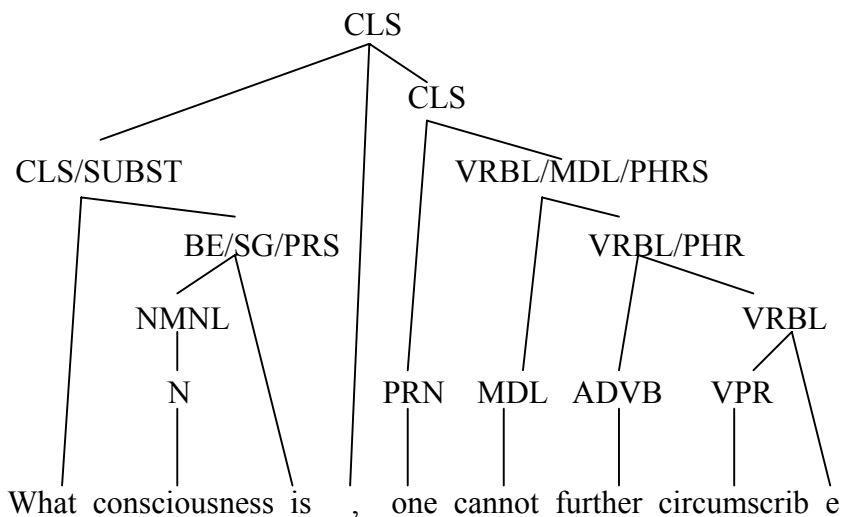 CLS
CLS
CLS/SUBST VRBL/MDL/PHRS
BE/SG/PRS VRBL/PHR
NMNL VRBL
N PRN MDL ADVB VPR
What consciousness is , one cannot further circumscrib e